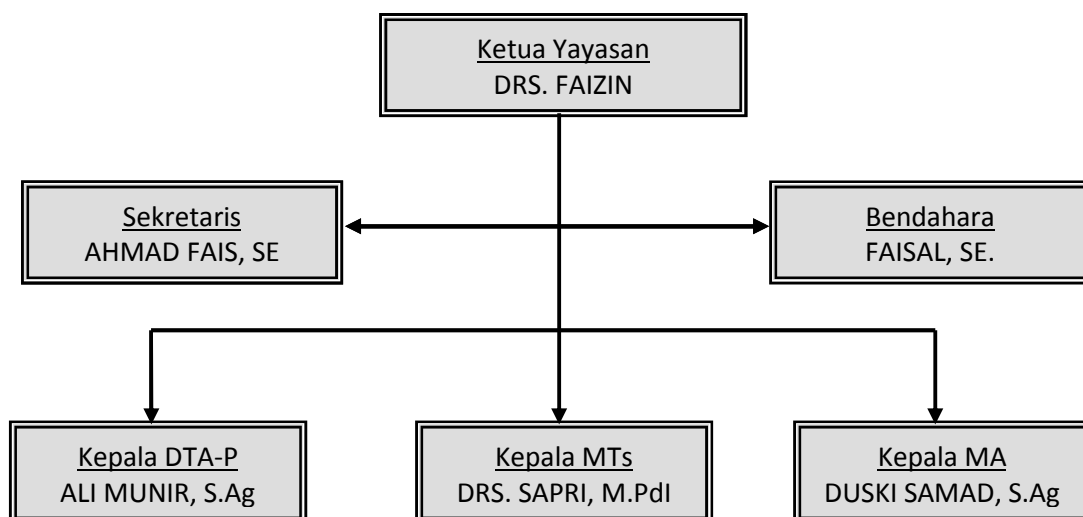 Ketua Yayasan
DRS. FAIZIN
Sekretaris
AHMAD FAIS, SE
Bendahara
FAISAL, SE.
Kepala DTA-P
ALI MUNIR, S.Ag
Kepala MTs
DRS. SAPRI, M.PdI
Kepala MA
DUSKI SAMAD, S.Ag